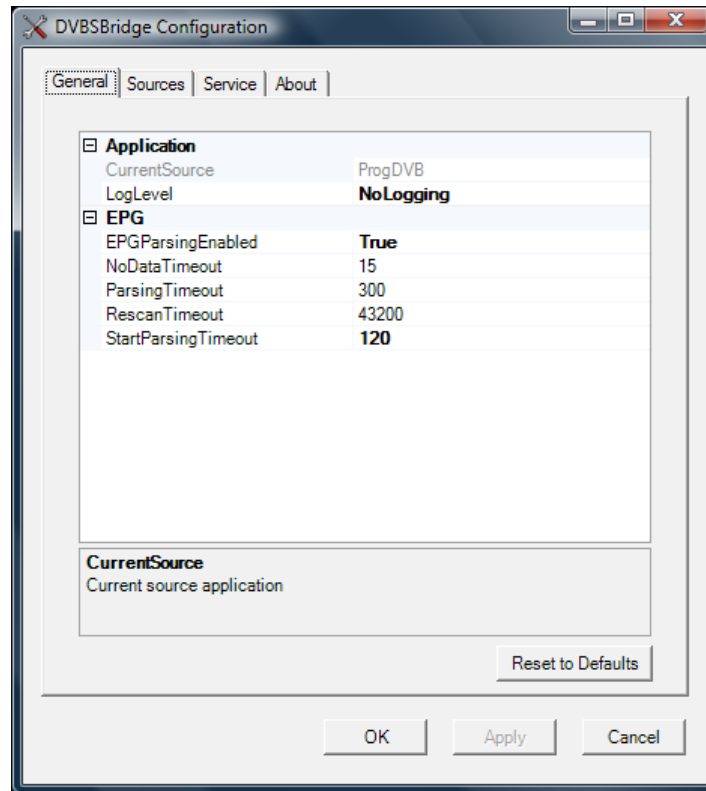 DVBSBridge Configuration
General Sources Service About
Application
CurrentSource ProgDVB
LogLevel NoLogging
EPG
EPGParsingEnabled True
NoDataTimeout 15
ParsingTimeout 300
RescanTimeout 43200
StartParsingTimeout 120
CurrentSource
Current source application
Reset to Defaults
OK Apply Cancel